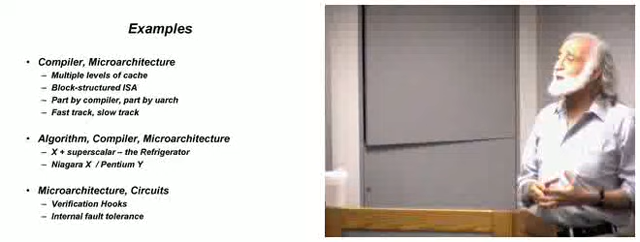 Examples
• Compiler, Microarchitecture
– Multiple levels of cache
– Block-structured ISA
– Part by compiler, part by uarch
– Fast track, slow track
• Algorithm, Compiler, Microarchitecture
– X + superscalar – the Refrigerator
– Niagara X / Pentium Y
• Microarchitecture, Circuits
– Verification Hooks
– Internal fault tolerance